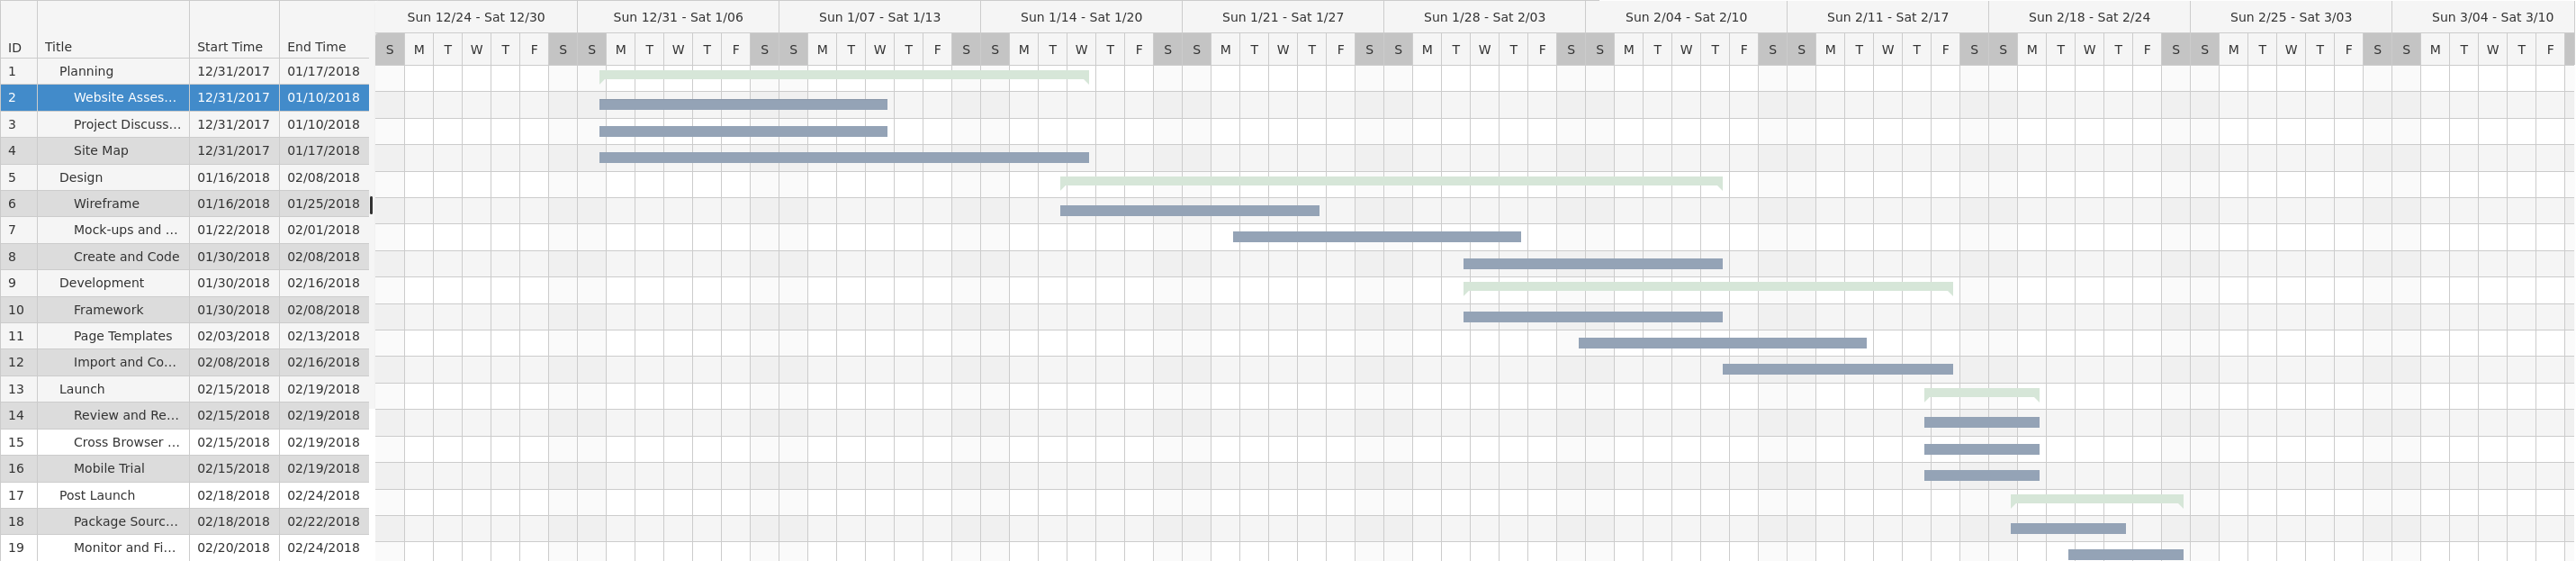 Sun 12/24 - Sat 12/30 Sun 12/31 - Sat 1/06 Sun 1/07 - Sat 1/13 Sun 1/14 - Sat 1/20 Sun 1/21 - Sat 1/27 Sun 1/28 - Sat 2/03 Sun 2/04 - Sat 2/10 Sun 2/11 - Sat 2/17 Sun 2/18 - Sat 2/24 Sun 2/25 - Sat 3/03 Sun 3/04 - Sat 3/10
ID Title Start Time End Time S M T W T F S S M T W T F S S M T W T F S S M T W T F S S M T W T F S S M T W T F S S M T W T F S S M T W T F S S M T W T F S S M T W T F S S M T W T F
1 Planning 12/31/2017 01/17/2018
2 Website Asses... 12/31/2017 01/10/2018
3 Project Discuss... 12/31/2017 01/10/2018
4 Site Map 12/31/2017 01/17/2018
5 Design 01/16/2018 02/08/2018
6 Wireframe 01/16/2018 01/25/2018
7 Mock-ups and ... 01/22/2018 02/01/2018
8 Create and Code 01/30/2018 02/08/2018
9 Development 01/30/2018 02/16/2018
10 Framework 01/30/2018 02/08/2018
11 Page Templates 02/03/2018 02/13/2018
12 Import and Co... 02/08/2018 02/16/2018
13 Launch 02/15/2018 02/19/2018
14 Review and Re... 02/15/2018 02/19/2018
15 Cross Browser ... 02/15/2018 02/19/2018
16 Mobile Trial 02/15/2018 02/19/2018
17 Post Launch 02/18/2018 02/24/2018
18 Package Sourc... 02/18/2018 02/22/2018
19 Monitor and Fi... 02/20/2018 02/24/2018